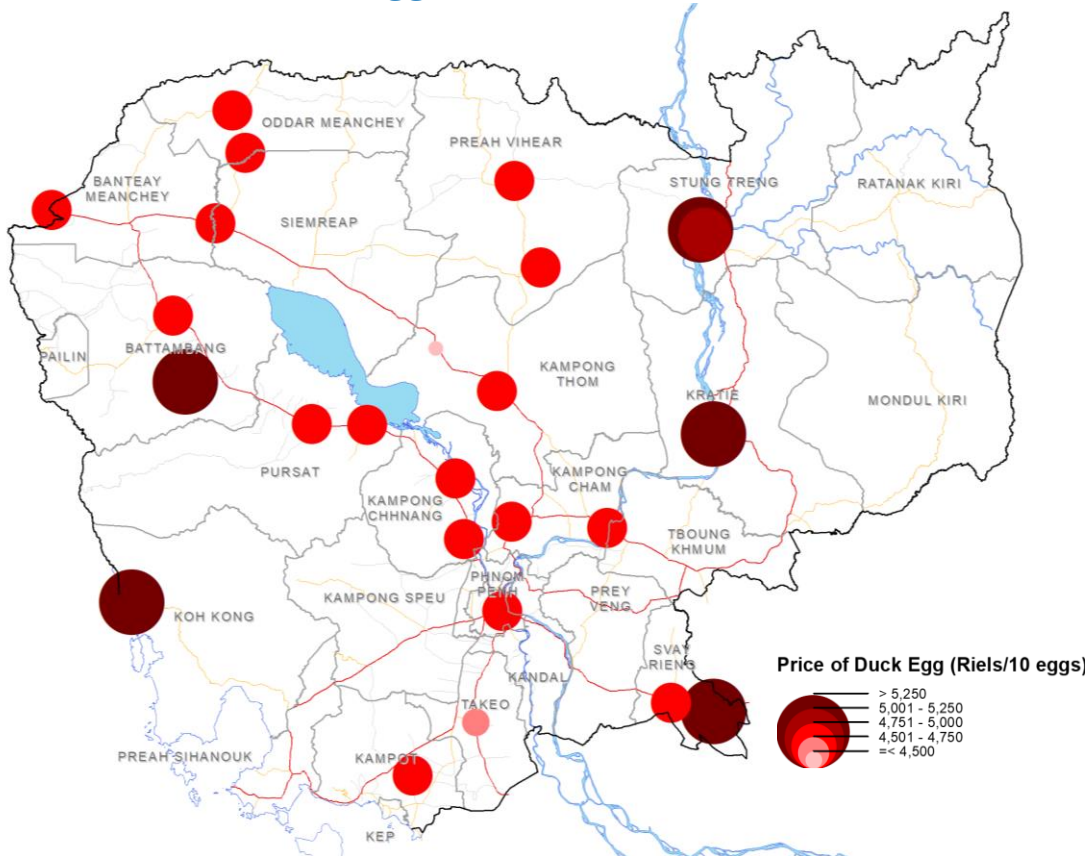 ODDAR MEANCHEY
PREAH VIHEAR
BANTEAY
MEANCHEY
STUNG TRENG
RATANAK KIRI
SIEMREAP
PAILIN
BATTAMBANG
KAMPONG
THOM
KRATIE
MONDUL KIRI
PURSAT
KAMPONG
CHAM
KAMPONG
CHHNANG
TBOUNG
KHMUM
PHNOM
PENH
KAMPONG SPEU
PREY
VENG
KOH KONG
SVAY
RIENG
KANDAL
TAKEO
PREAH SIHANOUK
KAMPOT
KEP
Price of Duck Egg (Riels/10 eggs)
> 5,250
5,001 - 5,250
4,751 - 5,000
4,501 - 4,750
=< 4,500